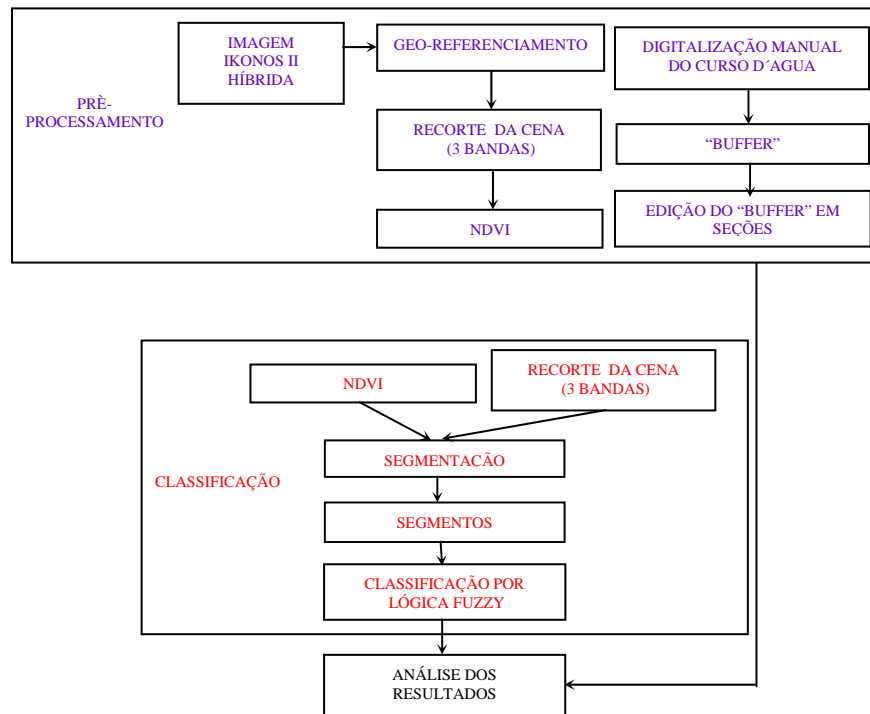 PRÈ-
PROCESSAMENTO
IMAGEM
IKONOS II
HÍBRIDA
GEO-REFERENCIAMENTO
RECORTE DA CENA
(3 BANDAS)
NDVI
DIGITALIZAÇÃO MANUAL
DO CURSO D´AGUA
“BUFFER”
EDIÇÃO DO “BUFFER” EM
SEÇÕES
CLASSIFICAÇÃO
NDVI
RECORTE DA CENA
(3 BANDAS)
SEGMENTAÇÃO
SEGMENTOS
CLASSIFICAÇÃO POR
LÓGICA FUZZY
ANÁLISE DOS
RESULTADOS